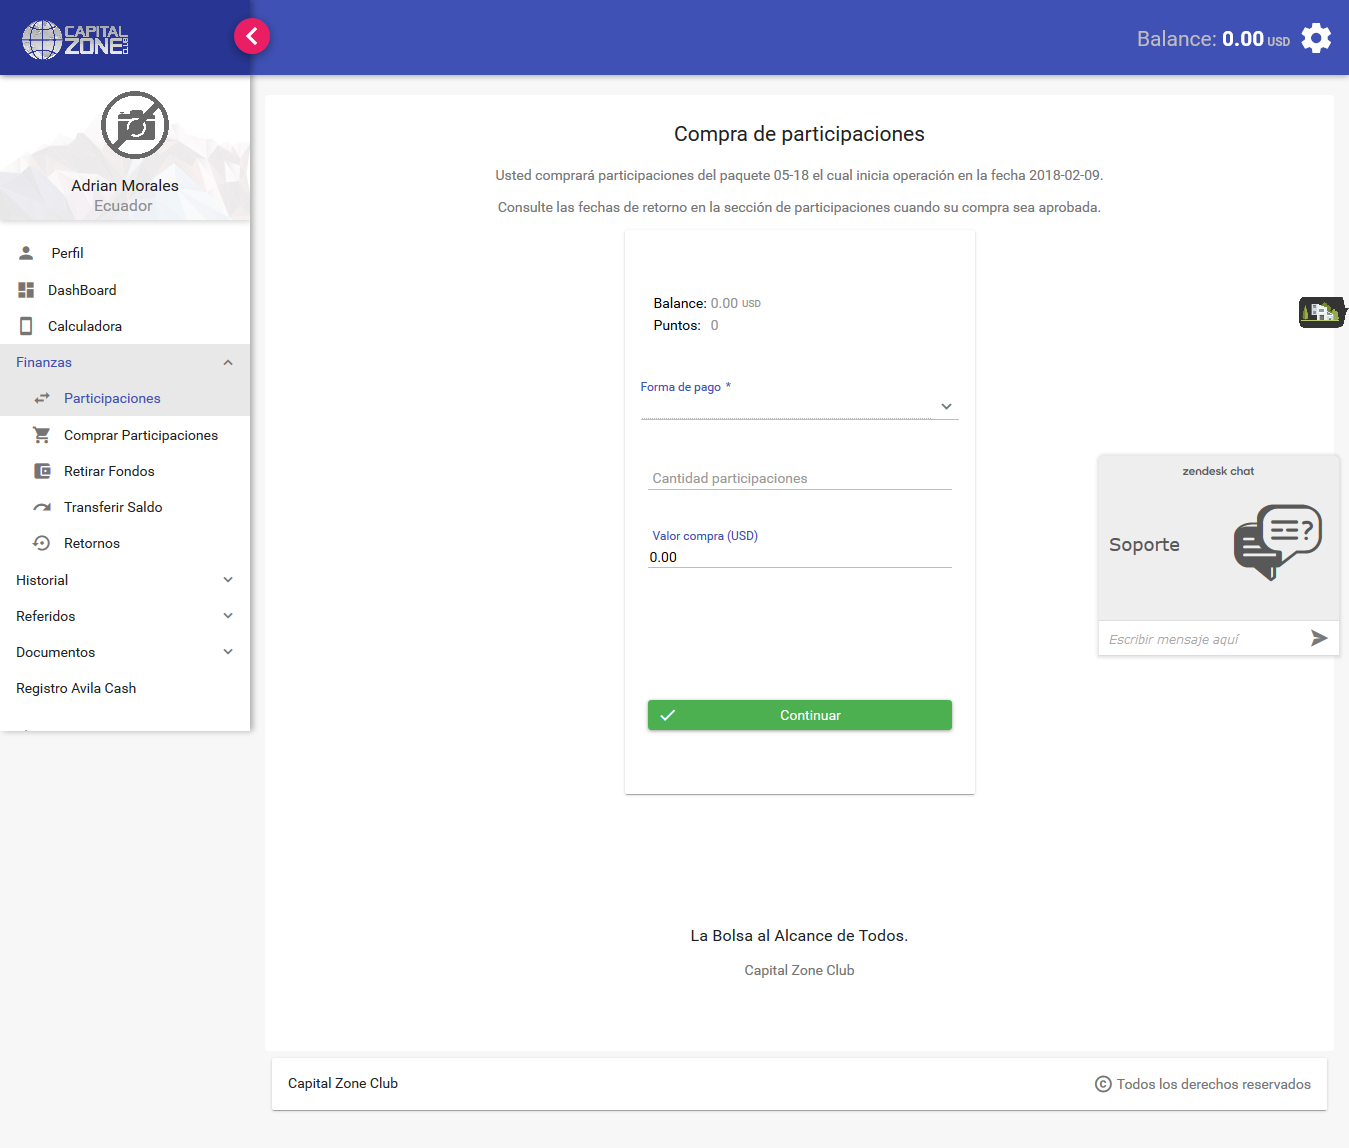 CAPITAL
ZONE
CLUB
Balance: 0.00 USD
Adrian Morales
Ecuador
Perfil
DashBoard
Calculadora
Finanzas
Participaciones
Comprar Participaciones
Retirar Fondos
Transferir Saldo
Retornos
Historial
Referidos
Documentos
Registro Avila Cash
Compra de participaciones
Usted comprará participaciones del paquete 05-18 el cual inicia operación en la fecha 2018-02-09.
Consulte las fechas de retorno en la sección de participaciones cuando su compra sea aprobada.
Balance: 0.00 USD
Puntos: 0
Forma de pago *
Cantidad participaciones
Valor compra (USD)
0.00
Continuar
La Bolsa al Alcance de Todos.
Capital Zone Club
zendesk chat
Soporte
Escribir mensaje aquí
Capital Zone Club
© Todos los derechos reservados